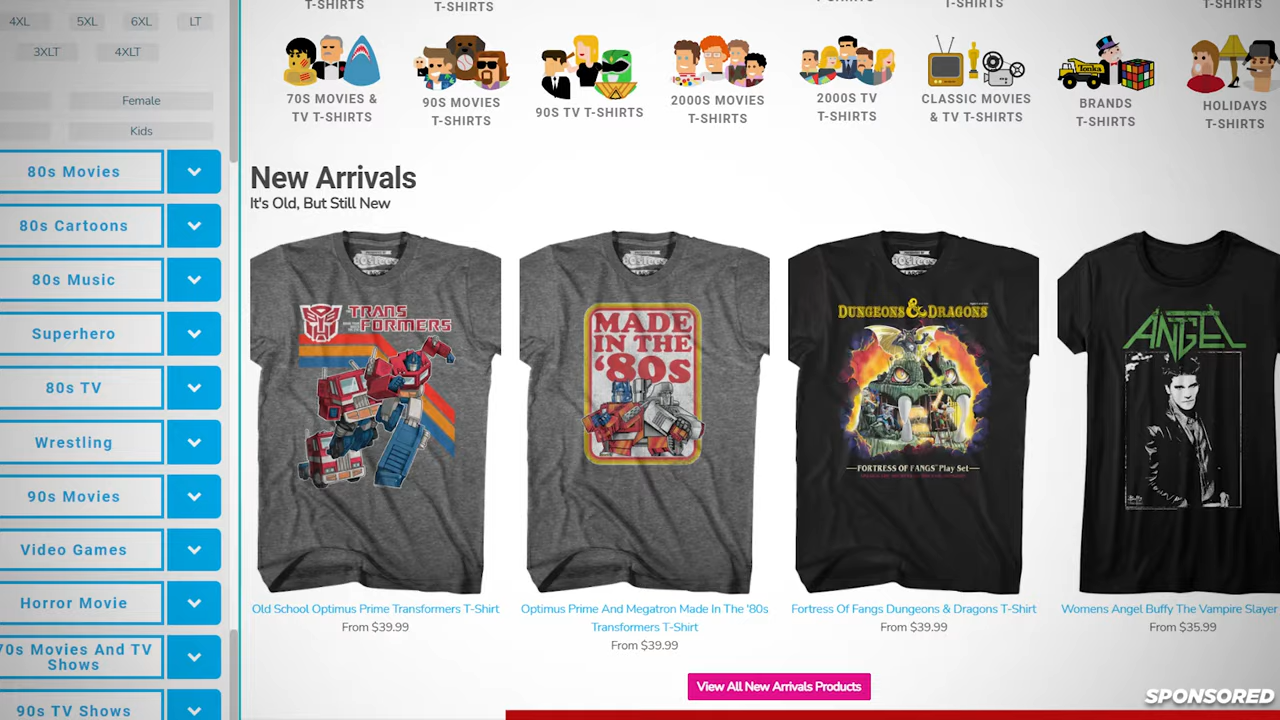 T-SHIRTS
T-SHIRTS
T-SHIRTS
T-SHIRTS
T-SHIRTS
4XL
5XL
6XL
LT
3XLT
4XLT
Female
Kids
70S MOVIES &
TV T-SHIRTS
90S MOVIES
T-SHIRTS
90S TV T-SHIRTS
2000S MOVIES
T-SHIRTS
2000S TV
T-SHIRTS
CLASSIC MOVIES
& TV T-SHIRTS
Tonka
BRANDS
T-SHIRTS
HOLIDAYS
T-SHIRTS
80s Movies
80s Cartoons
80s Music
Superhero
80s TV
Wrestling
90s Movies
Video Games
Horror Movie
70s Movies And TV
Shows
90s TV Shows
New Arrivals
It's Old, But Still New
TRANS
FORMERS
MADE
IN THE
'80s
DUNGEONS & DRAGONS
FORTRESS OF FANGS Play Set
ANGEL
Old School Optimus Prime Transformers T-Shirt
From $39.99
Optimus Prime And Megatron Made In The '80s
Transformers T-Shirt
From $39.99
Fortress Of Fangs Dungeons & Dragons T-Shirt
From $39.99
Womens Angel Buffy The Vampire Slayer
From $35.99
View All New Arrivals Products
SPONSORED